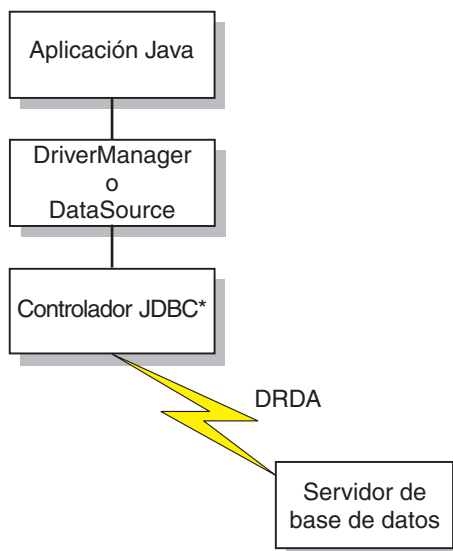 Aplicación Java
DriverManager
o
DataSource
Controlador JDBC*
DRDA
Servidor de
base de datos